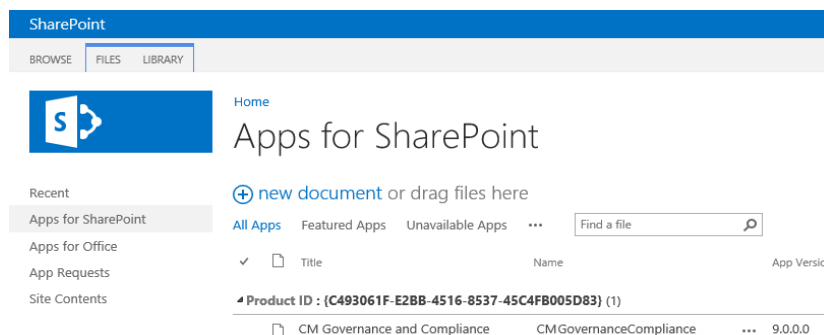 SharePoint
BROWSE FILES LIBRARY
S
Home
Apps for SharePoint
new document or drag files here
Recent
Apps for SharePoint
Apps for Office
App Requests
Site Contents
All Apps Featured Apps Unavailable Apps ••• Find a file
Title Name App Versio
Product ID : {C493061F-E2BB-4516-8537-45C4FB005D83} (1)
CM Governance and Compliance CMGovernanceCompliance ••• 9.0.0.0